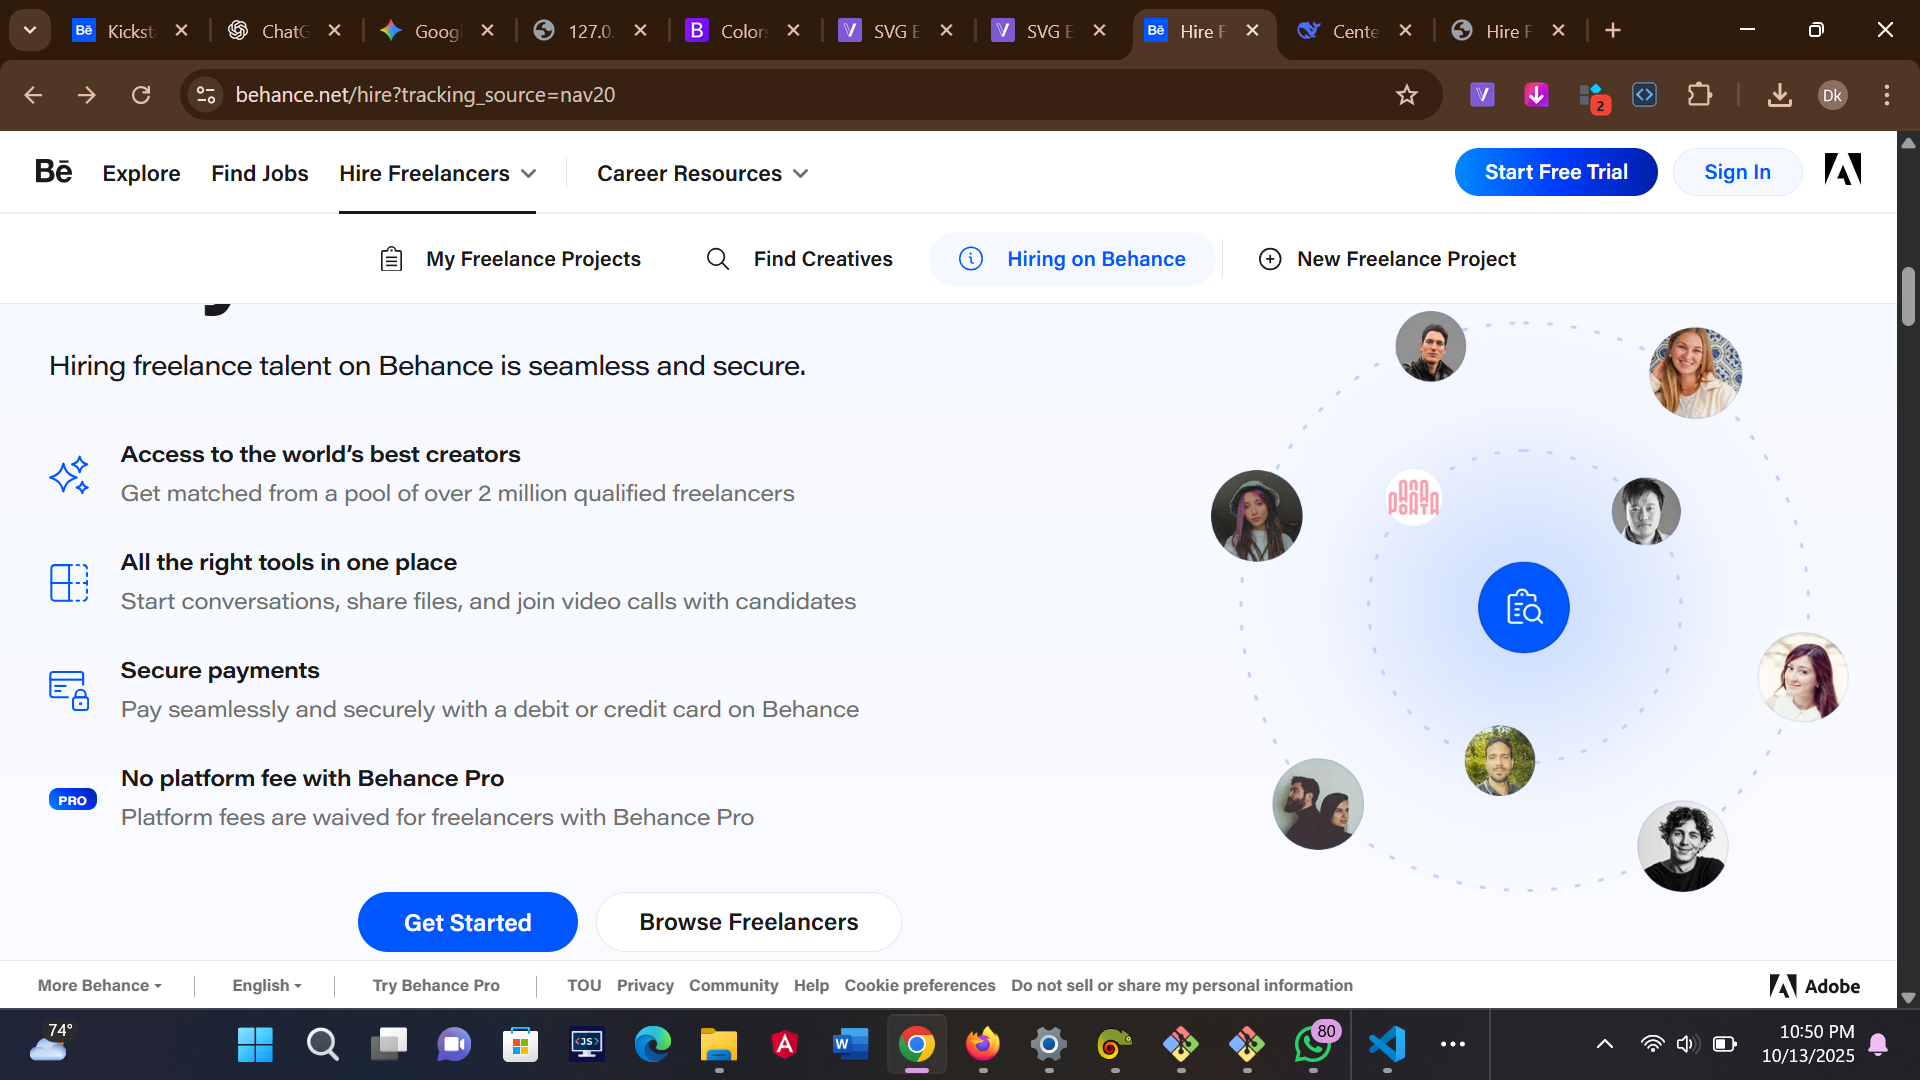 Kicksta
ChatG
Googl
127.0.
Color
SVG E
SVG E
Hire F
Cente
Hire F
behance.net/hire?tracking_source=nav20
2
Dk
Bē
Explore
Find Jobs
Hire Freelancers
Career Resources
Start Free Trial
Sign In
My Freelance Projects
Find Creatives
Hiring on Behance
New Freelance Project
Hiring freelance talent on Behance is seamless and secure.
Access to the world’s best creators
Get matched from a pool of over 2 million qualified freelancers
All the right tools in one place
Start conversations, share files, and join video calls with candidates
Secure payments
Pay seamlessly and securely with a debit or credit card on Behance
PRO
No platform fee with Behance Pro
Platform fees are waived for freelancers with Behance Pro
Get Started
Browse Freelancers
More Behance
English
Try Behance Pro
TOU
Privacy
Community
Help
Cookie preferences
Do not sell or share my personal information
Adobe
74°
80
10:50 PM
10/13/2025